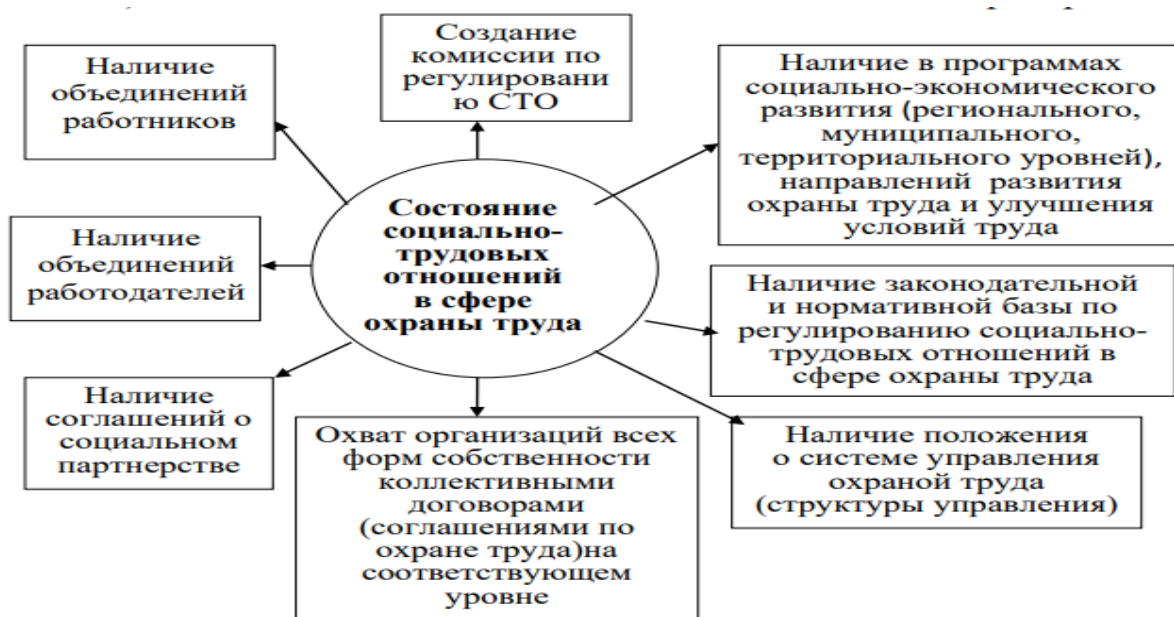 Создание
комиссии по
регулировани
ю СТО
Наличие
объединений
работников
Наличие в программах
социально-экономического
развития (регионального,
муниципального,
территориального уровней),
направлений развития
охраны труда и улучшения
условий труда
Состояние
социально-
трудовых
отношений
в сфере
охраны труда
Наличие
объединений
работодателей
Наличие законодательной
и нормативной базы по
регулированию социально-
трудовых отношений в
сфере охраны труда
Наличие
соглашений о
социальном
партнерстве
Охват организаций всех
форм собственности
коллективными
договорами
(соглашениями по
охране труда)на
соответствующем
уровне
Наличие положения
о системе управления
охраной труда
(структуры управления)